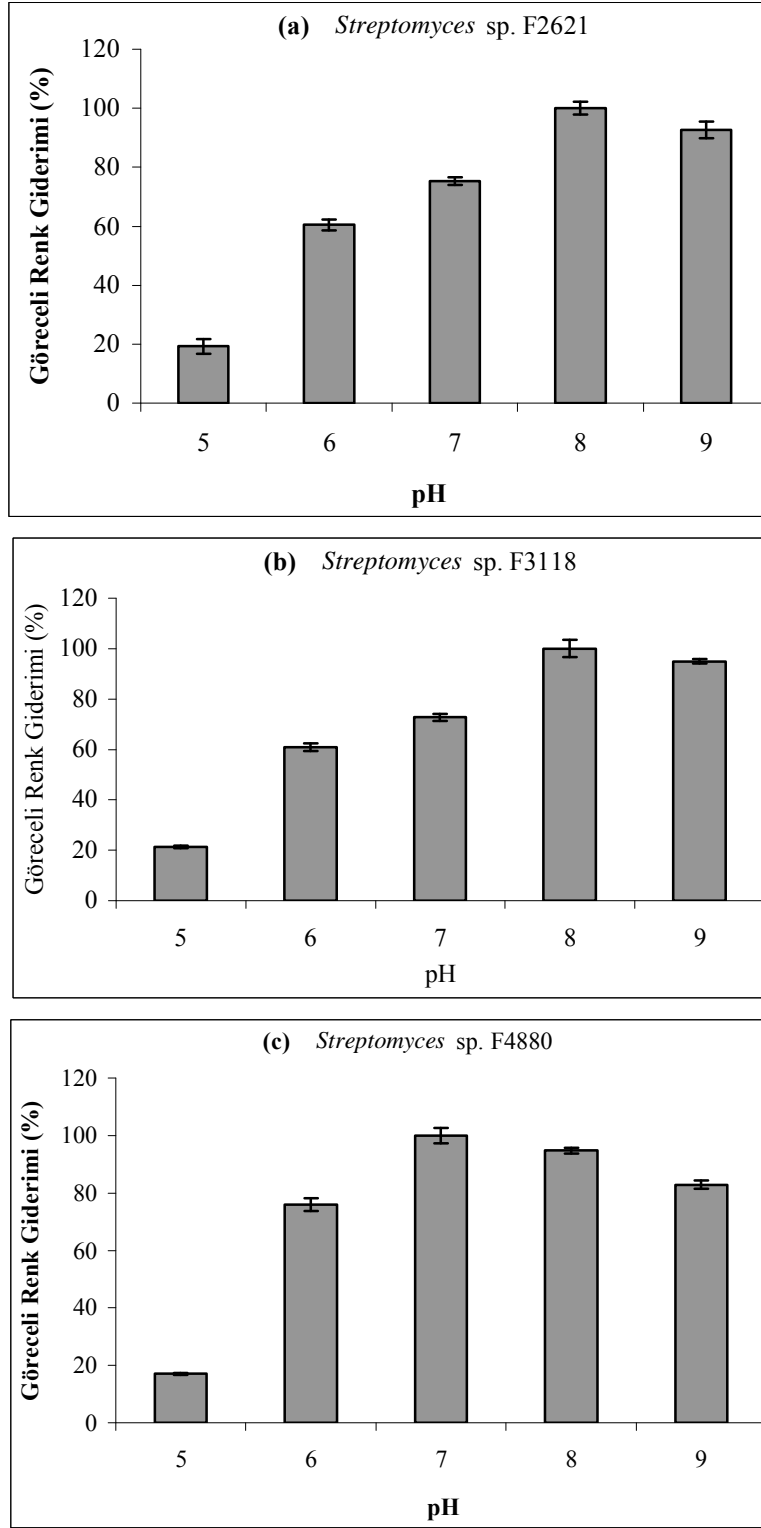 (a) Streptomyces sp. F2621
Göreceli Renk Giderimi (%)
120
100
80
60
40
20
0
5 6 7 8 9
pH
(b) Streptomyces sp. F3118
Göreceli Renk Giderimi (%)
120
100
80
60
40
20
0
5 6 7 8 9
pH
(c) Streptomyces sp. F4880
Göreceli Renk Giderimi (%)
120
100
80
60
40
20
0
5 6 7 8 9
pH